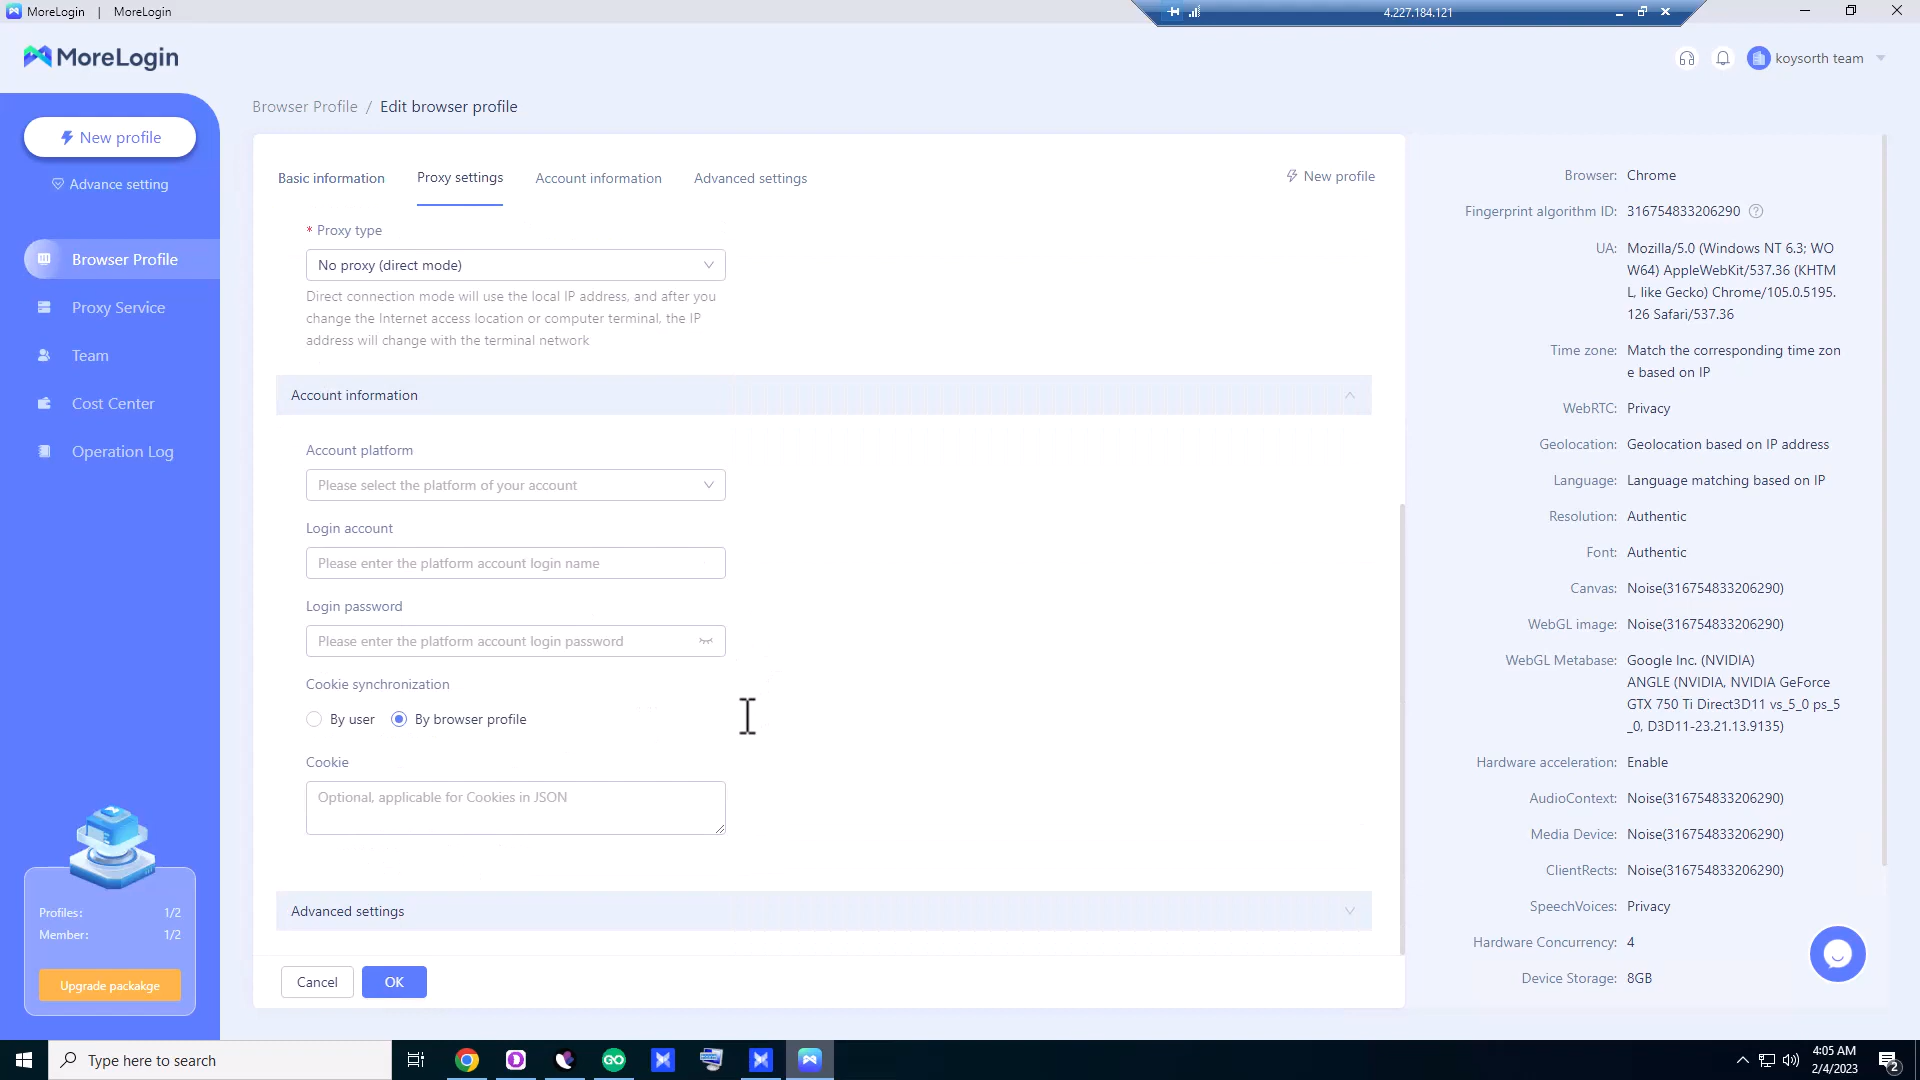 MoreLogin | MoreLogin
4.227.184.121
MoreLogin
koysorth team
New profile
Advance setting
Browser Profile
Proxy Service
Team
Cost Center
Operation Log
Profiles: 1/2
Member: 1/2
Upgrade packakge
Browser Profile / Edit browser profile
Basic information Proxy settings Account information Advanced settings
New profile
* Proxy type
No proxy (direct mode)
Direct connection mode will use the local IP address, and after you
change the Internet access location or computer terminal, the IP
address will change with the terminal network
Account information
Account platform
Please select the platform of your account
Login account
Please enter the platform account login name
Login password
Please enter the platform account login password
Cookie synchronization
By user By browser profile
Cookie
Optional, applicable for Cookies in JSON
Advanced settings
Cancel OK
Browser: Chrome
Fingerprint algorithm ID: 316754833206290
UA: Mozilla/5.0 (Windows NT 6.3; WO
W64) AppleWebKit/537.36 (KHTM
L, like Gecko) Chrome/105.0.5195.
126 Safari/537.36
Time zone: Match the corresponding time zon
e based on IP
WebRTC: Privacy
Geolocation: Geolocation based on IP address
Language: Language matching based on IP
Resolution: Authentic
Font: Authentic
Canvas: Noise(316754833206290)
WebGL image: Noise(316754833206290)
WebGL Metabase: Google Inc. (NVIDIA)
ANGLE (NVIDIA, NVIDIA GeForce
GTX 750 Ti Direct3D11 vs_5_0 ps_5
_0, D3D11-23.21.13.9135)
Hardware acceleration: Enable
AudioContext: Noise(316754833206290)
Media Device: Noise(316754833206290)
ClientRects: Noise(316754833206290)
SpeechVoices: Privacy
Hardware Concurrency: 4
Device Storage: 8GB
Type here to search
GO
4:05 AM
2/4/2023
2